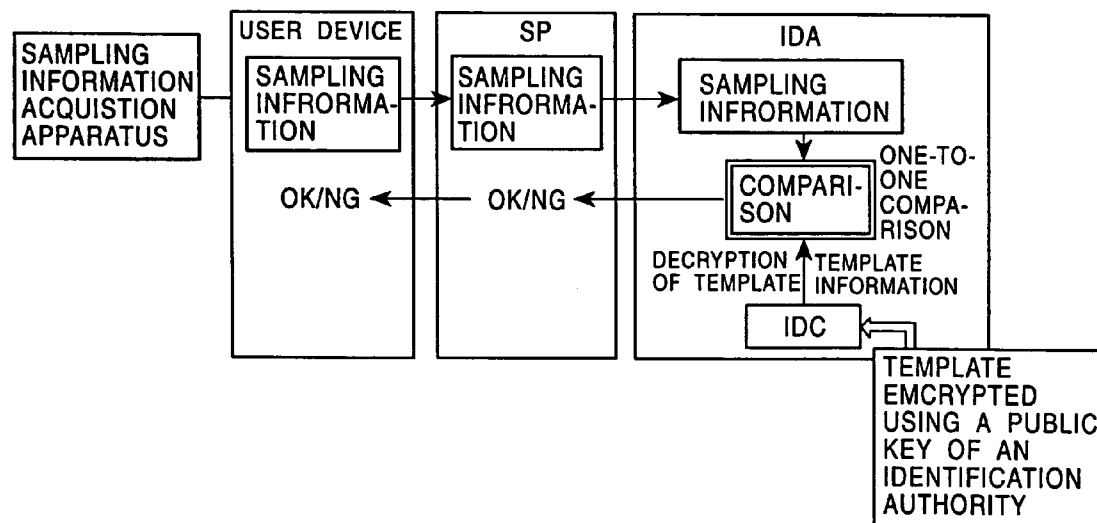 SAMPLING
INFORMATION
ACQUISTION
APPARATUS
USER DEVICE
SAMPLING
INFRORMA-
TION
SP
SAMPLING
INFRORMA-
TION
IDA
SAMPLING
INFRORMATION
COMPARI-
SON
ONE-TO-
ONE
COMPA-
RISON
OK/NG
OK/NG
DECRYPTION
OF TEMPLATE
TEMPLATE
INFORMATION
IDC
TEMPLATE
EMCRYPTED
USING A PUBLIC
KEY OF AN
IDENTIFICATION
AUTHORITY